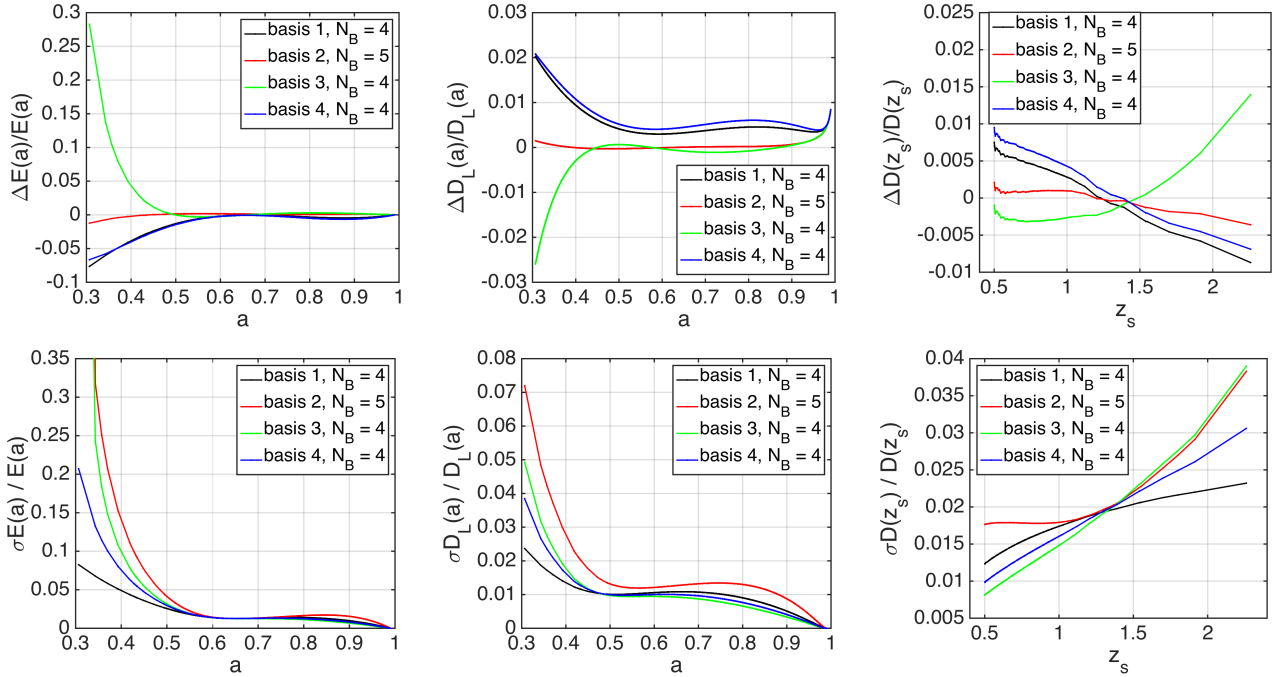 ΔE(a)/E(a)
0.3
0.25
0.2
0.15
0.1
0.05
0
-0.05
-0.1
basis 1, N_B = 4
basis 2, N_B = 5
basis 3, N_B = 4
basis 4, N_B = 4
0.3 0.4 0.5 0.6 0.7 0.8 0.9 1
a
ΔD_L(a)/D_L(a)
0.03
0.02
0.01
0
-0.01
-0.02
-0.03
basis 1, N_B = 4
basis 2, N_B = 5
basis 3, N_B = 4
basis 4, N_B = 4
0.3 0.4 0.5 0.6 0.7 0.8 0.9 1
a
ΔD(z_s)/D(z_s)
0.025
0.02
0.015
0.01
0.005
0
-0.005
-0.01
basis 1, N_B = 4
basis 2, N_B = 5
basis 3, N_B = 4
basis 4, N_B = 4
0.5 1 1.5 2
z_s
σE(a) / E(a)
0.35
0.3
0.25
0.2
0.15
0.1
0.05
0
basis 1, N_B = 4
basis 2, N_B = 5
basis 3, N_B = 4
basis 4, N_B = 4
0.3 0.4 0.5 0.6 0.7 0.8 0.9 1
a
σD_L(a) / D_L(a)
0.08
0.07
0.06
0.05
0.04
0.03
0.02
0.01
0
basis 1, N_B = 4
basis 2, N_B = 5
basis 3, N_B = 4
basis 4, N_B = 4
0.3 0.4 0.5 0.6 0.7 0.8 0.9 1
a
σD(z_s) / D(z_s)
0.04
0.035
0.03
0.025
0.02
0.015
0.01
0.005
basis 1, N_B = 4
basis 2, N_B = 5
basis 3, N_B = 4
basis 4, N_B = 4
0.5 1 1.5 2
z_s